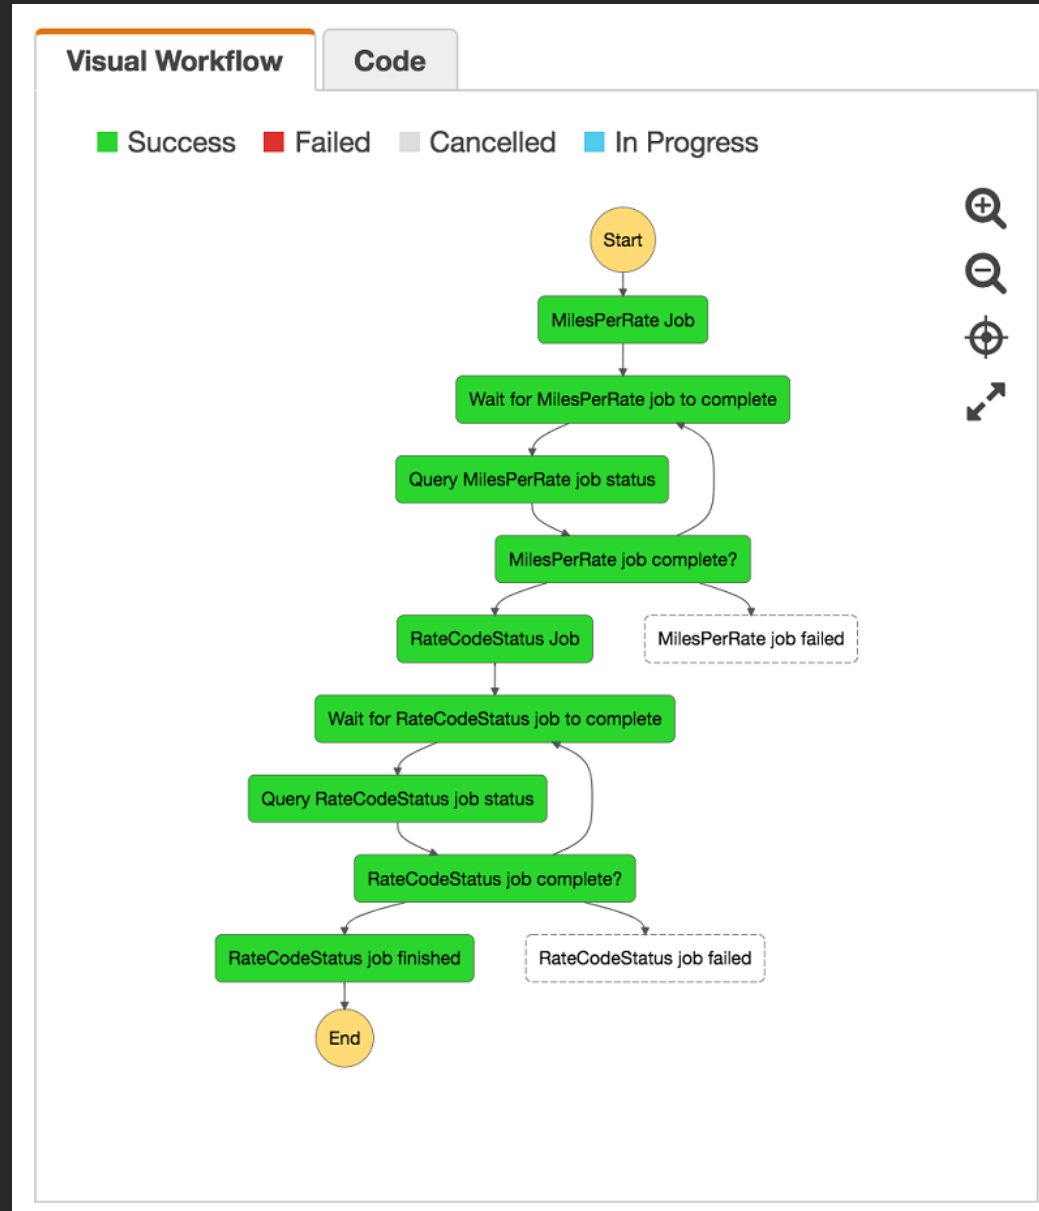 Visual Workflow
Code
Success
Failed
Cancelled
In Progress
Start
MilesPerRate Job
Wait for MilesPerRate job to complete
Query MilesPerRate job status
MilesPerRate job complete?
RateCodeStatus Job
MilesPerRate job failed
Wait for RateCodeStatus job to complete
Query RateCodeStatus job status
RateCodeStatus job complete?
RateCodeStatus job finished
RateCodeStatus job failed
End